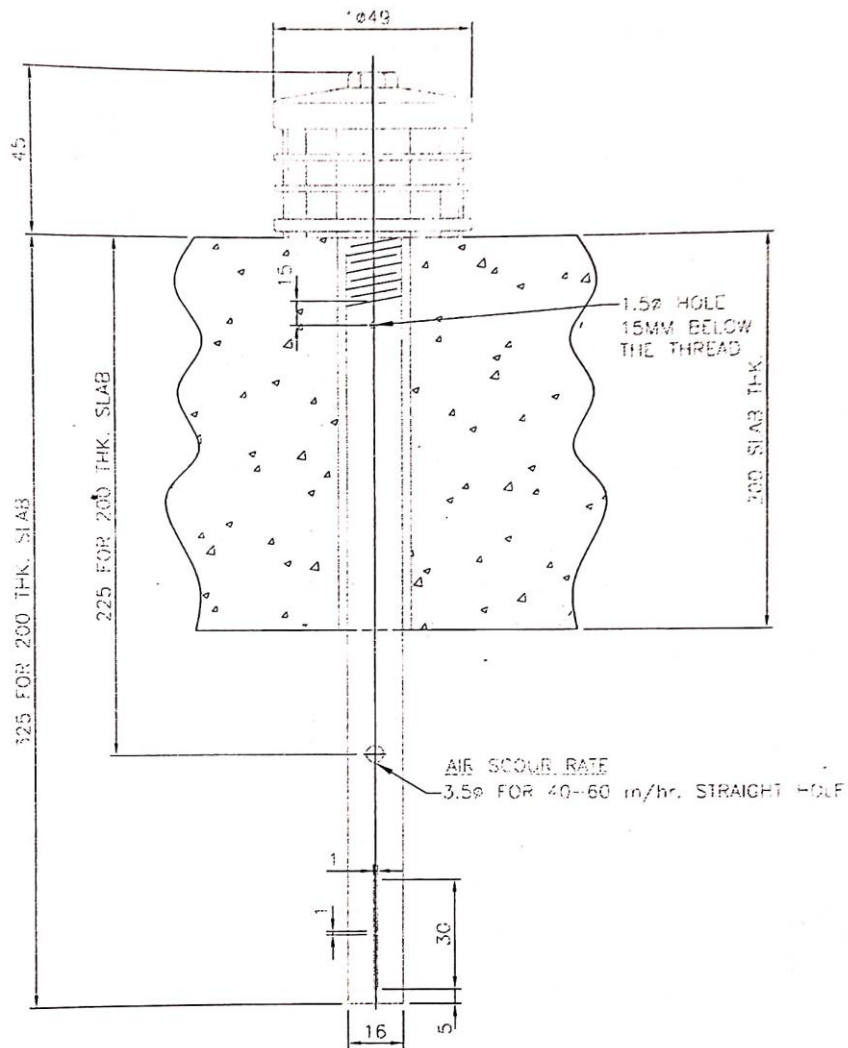 ø49
45
15
1.5ø HOLE
15MM BELOW
THE THREAD
200 SLAB THK.
225 FOR 200 THK. SLAB
325 FOR 200 THK. SLAB
AIR SCOUR RATE
3.5ø FOR 40-60 m/hr. STRAIGHT HOLE
1
1
30
5
16